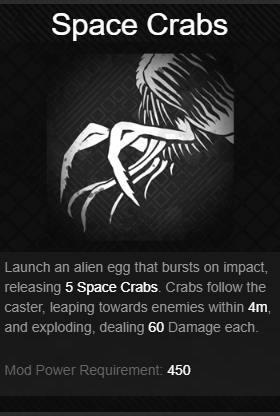 Space Crabs
Launch an alien egg that bursts on impact,
releasing 5 Space Crabs. Crabs follow the
caster, leaping towards enemies within 4m,
and exploding, dealing 60 Damage each.
Mod Power Requirement: 450